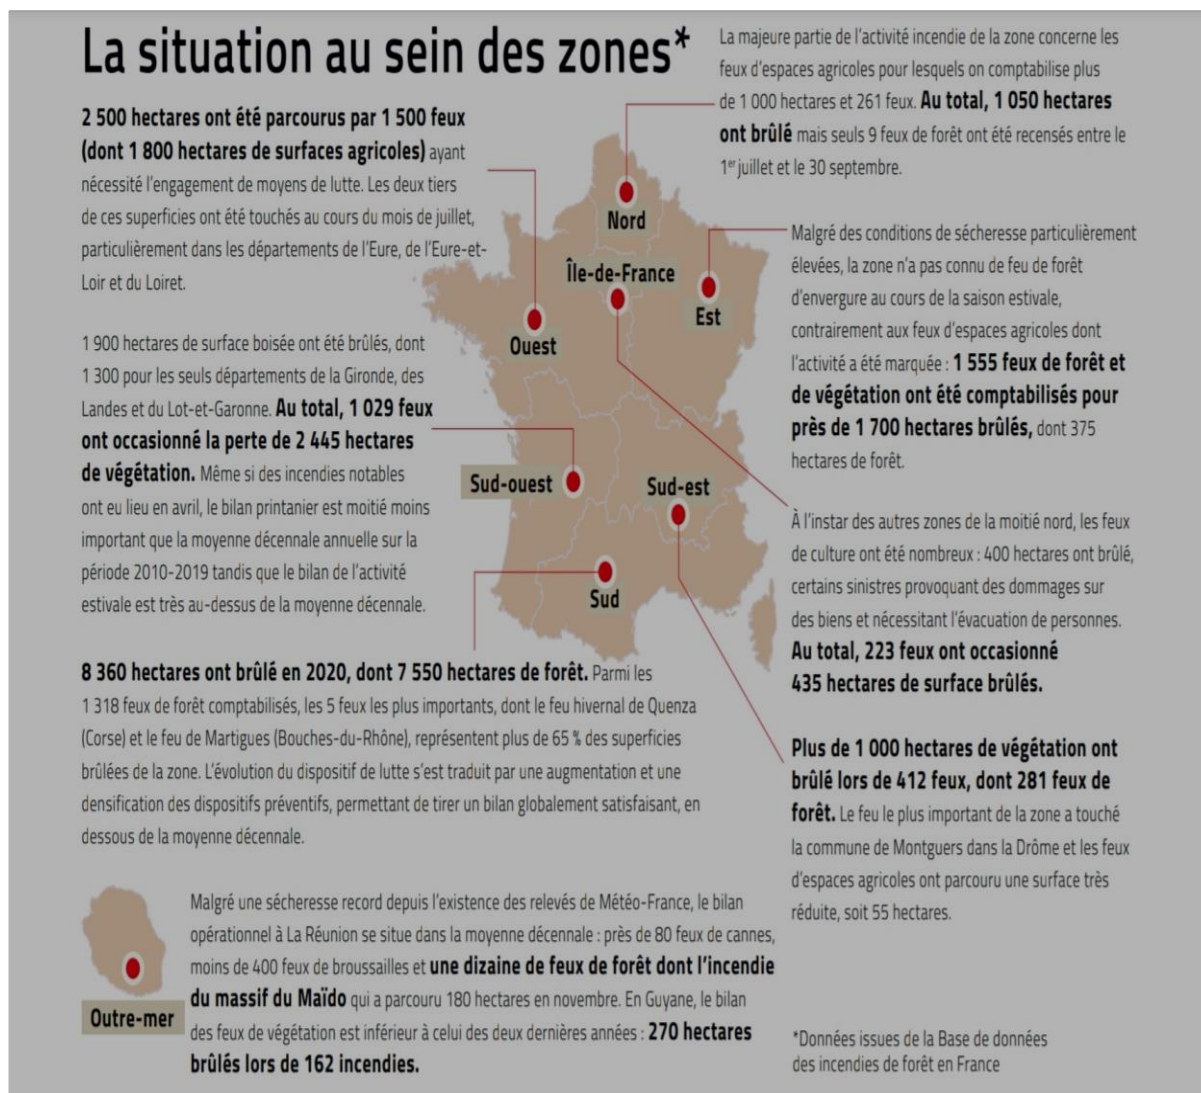 La situation au sein des zones*
2 500 hectares ont été parcourus par 1 500 feux
(dont 1 800 hectares de surfaces agricoles) ayant
nécessité l'engagement de moyens de lutte. Les deux tiers
de ces superficies ont été touchés au cours du mois de juillet,
particulièrement dans les départements de l'Eure, de l'Eure-et-
Loir et du Loiret.
1 900 hectares de surface boisée ont été brûlés, dont
1 300 pour les seuls départements de la Gironde, des
Landes et du Lot-et-Garonne. Au total, 1 029 feux
ont occasionné la perte de 2 445 hectares
de végétation. Même si des incendies notables
ont eu lieu en avril, le bilan printanier est moitié moins
important que la moyenne décennale annuelle sur la
période 2010-2019 tandis que le bilan de l'activité
estivale est très au-dessus de la moyenne décennale.
8 360 hectares ont brûlé en 2020, dont 7 550 hectares de forêt. Parmi les
1 318 feux de forêt comptabilisés, les 5 feux les plus importants, dont le feu hivernal de Quenza
(Corse) et le feu de Martigues (Bouches-du-Rhône), représentent plus de 65 % des superficies
brûlées de la zone. L'évolution du dispositif de lutte s'est traduit par une augmentation et une
densification des dispositifs préventifs, permettant de tirer un bilan globalement satisfaisant, en
dessous de la moyenne décennale.
Nord
Île-de-France
Est
Ouest
Sud-ouest
Sud-est
Sud
La majeure partie de l'activité incendie de la zone concerne les
feux d'espaces agricoles pour lesquels on comptabilise plus
de 1 000 hectares et 261 feux. Au total, 1 050 hectares
ont brûlé mais seuls 9 feux de forêt ont été recensés entre le
1er juillet et le 30 septembre.
Malgré des conditions de sécheresse particulièrement
élevées, la zone n'a pas connu de feu de forêt
d'envergure au cours de la saison estivale,
contrairement aux feux d'espaces agricoles dont
l'activité a été marquée : 1 555 feux de forêt et
de végétation ont été comptabilisés pour
près de 1 700 hectares brûlés, dont 375
hectares de forêt.
À l'instar des autres zones de la moitié nord, les feux
de culture ont été nombreux : 400 hectares ont brûlé,
certains sinistres provoquant des dommages sur
des biens et nécessitant l'évacuation de personnes.
Au total, 223 feux ont occasionné
435 hectares de surface brûlés.
Plus de 1 000 hectares de végétation ont
brûlé lors de 412 feux, dont 281 feux de
forêt. Le feu le plus important de la zone a touché
la commune de Montguers dans la Drôme et les feux
d'espaces agricoles ont parcouru une surface très
réduite, soit 55 hectares.
Outre-mer
Malgré une sécheresse record depuis l'existence des relevés de Météo-France, le bilan
opérationnel à La Réunion se situe dans la moyenne décennale : près de 80 feux de cannes,
moins de 400 feux de broussailles et une dizaine de feux de forêt dont l'incendie
du massif du Maïdo qui a parcouru 180 hectares en novembre. En Guyane, le bilan
des feux de végétation est inférieur à celui des deux dernières années : 270 hectares
brûlés lors de 162 incendies.
*Données issues de la Base de données
des incendies de forêt en France